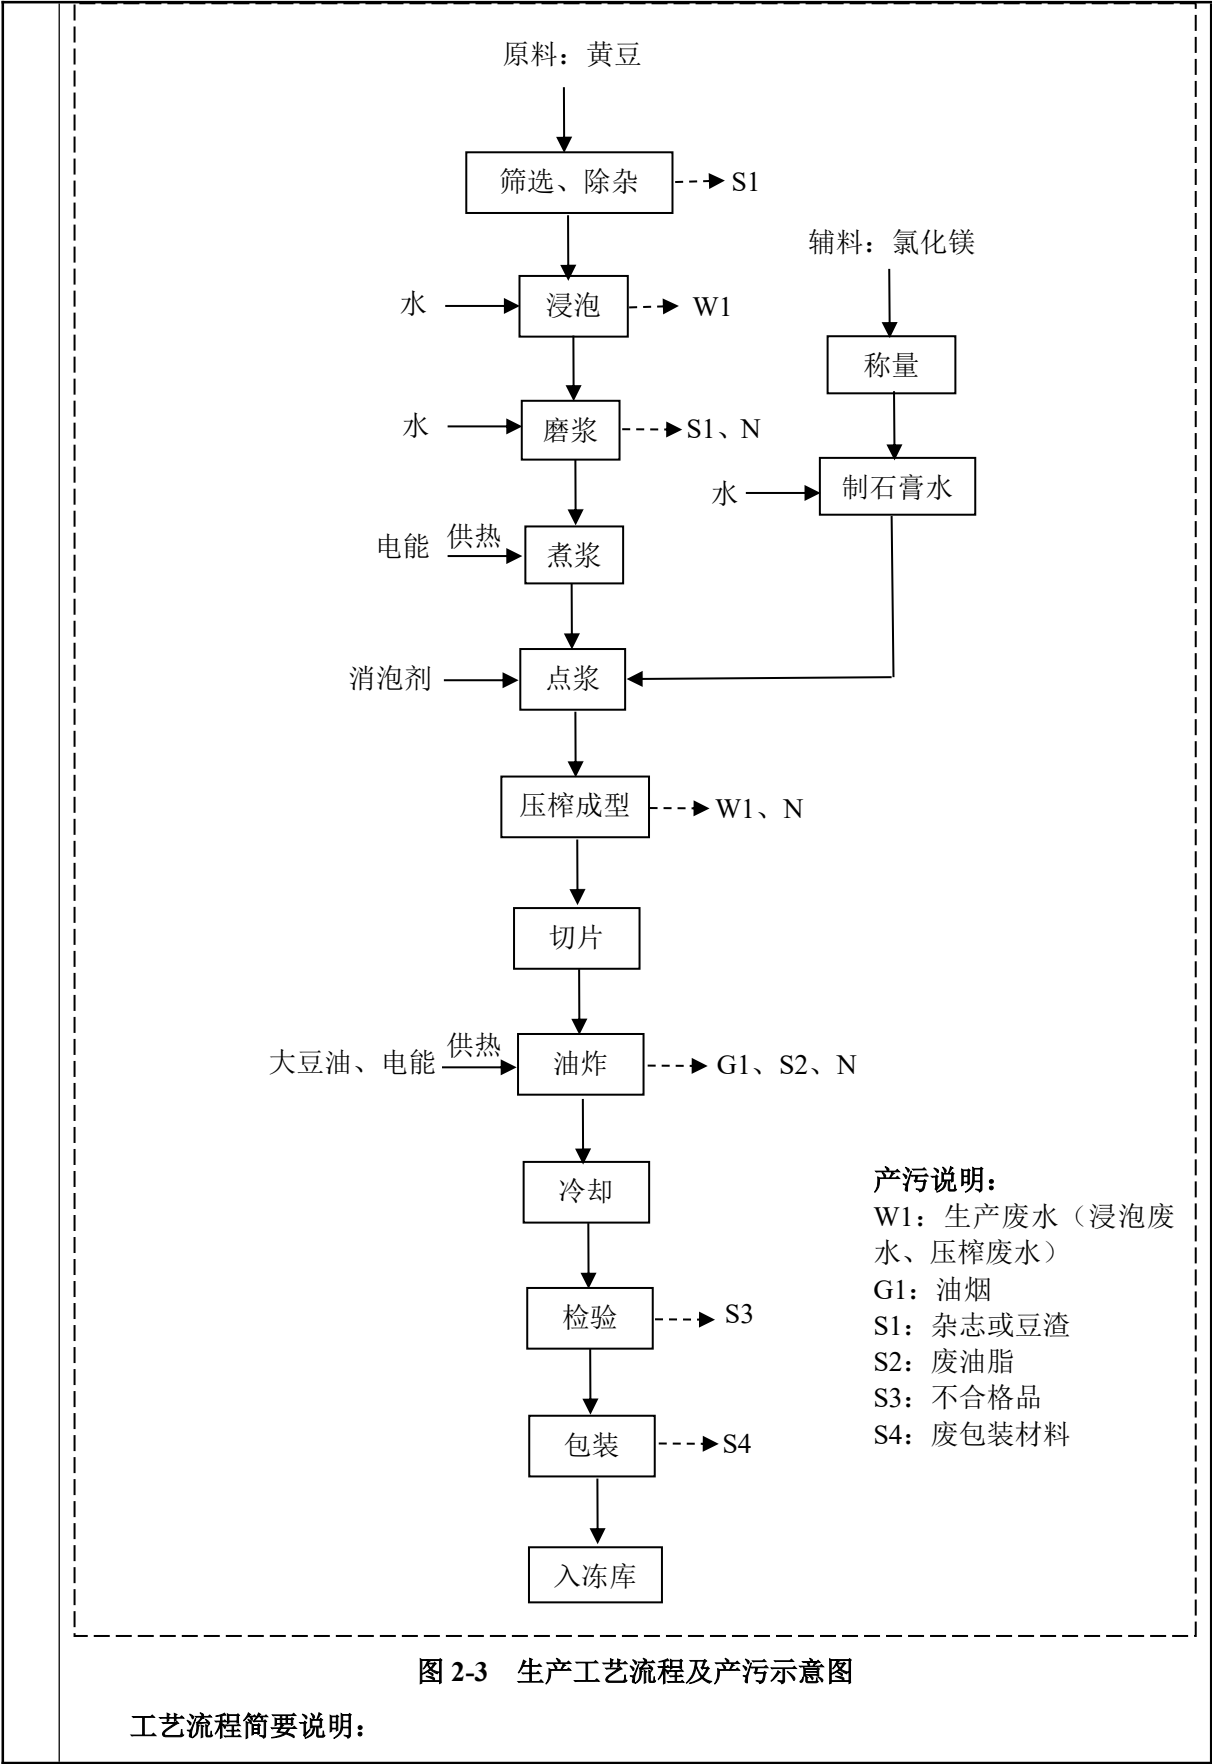 原料：黄豆
筛选、除杂
S1
辅料：氯化镁
水
浸泡
W1
称量
水
磨浆
S1、N
水
制石膏水
电能
供热
煮浆
消泡剂
点浆
压榨成型
W1、N
切片
大豆油、电能
供热
油炸
G1、S2、N
冷却
检验
S3
包装
S4
入冻库
产污说明：
W1：生产废水（浸泡废
水、压榨废水）
G1：油烟
S1：杂志或豆渣
S2：废油脂
S3：不合格品
S4：废包装材料
图 2-3 生产工艺流程及产污示意图
工艺流程简要说明：